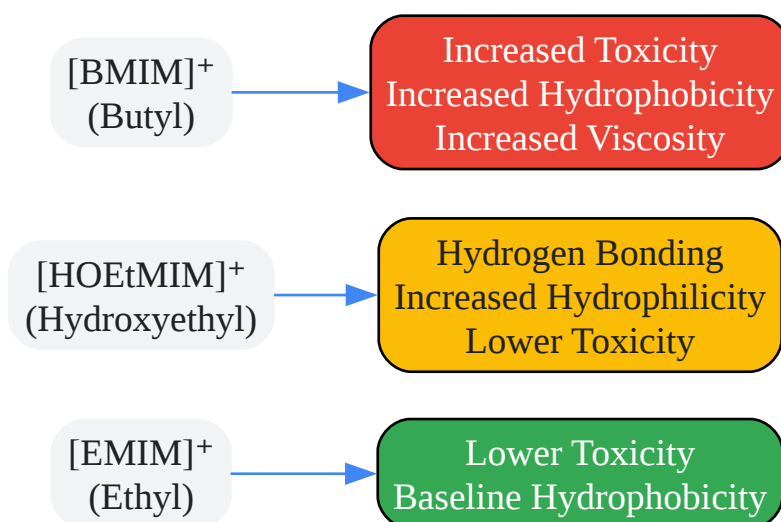 [BMIM]⁺
(Butyl)
Increased Toxicity
Increased Hydrophobicity
Increased Viscosity
[HOEtMIM]⁺
(Hydroxyethyl)
Hydrogen Bonding
Increased Hydrophilicity
Lower Toxicity
[EMIM]⁺
(Ethyl)
Lower Toxicity
Baseline Hydrophobicity